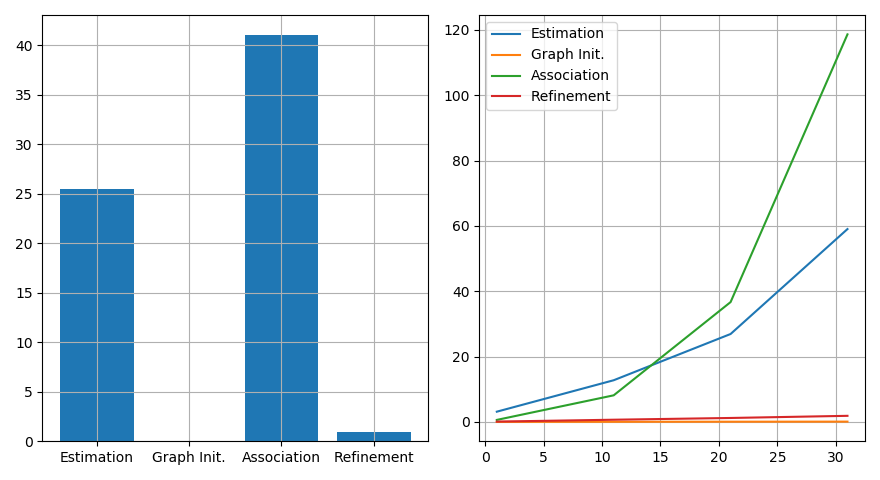 40
35
30
25
20
15
10
5
0
Estimation Graph Init. Association Refinement
120
100
80
60
40
20
0
0 5 10 15 20 25 30
Estimation
Graph Init.
Association
Refinement